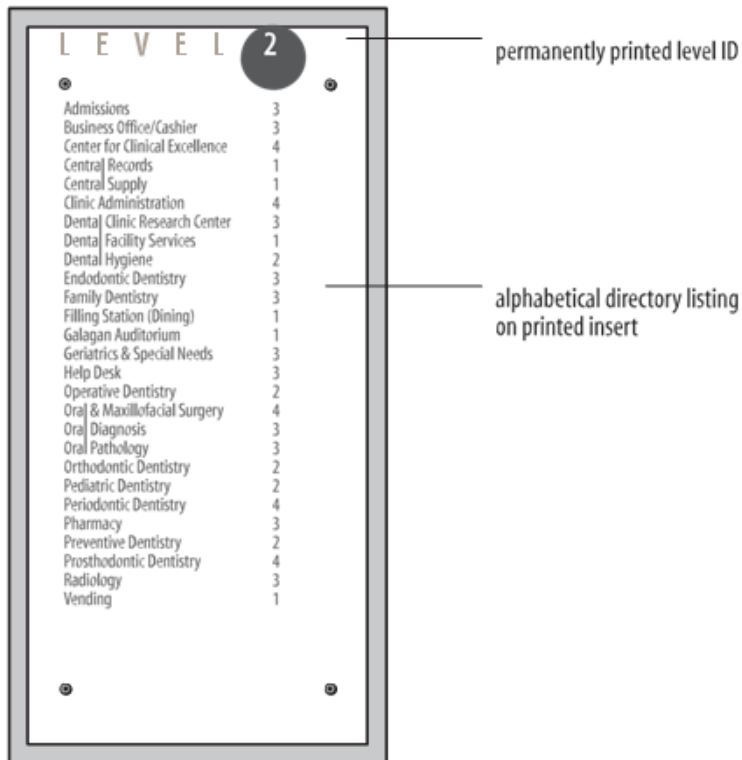 LEVEL 2
permanently printed level ID
Admissions 3
Business Office/Cashier 3
Center for Clinical Excellence 4
Central Records 1
Central Supply 1
Clinic Administration 4
Dental Clinic Research Center 3
Dental Facility Services 1
Dental Hygiene 2
Endodontic Dentistry 3
Family Dentistry 3
Filling Station (Dining) 1
Galagan Auditorium 1
Geriatrics & Special Needs 3
Help Desk 3
Operative Dentistry 2
Oral & Maxillofacial Surgery 4
Oral Diagnosis 3
Oral Pathology 3
Orthodontic Dentistry 2
Pediatric Dentistry 2
Periodontic Dentistry 4
Pharmacy 3
Preventive Dentistry 2
Prosthodontic Dentistry 4
Radiology 3
Vending 1
alphabetical directory listing
on printed insert